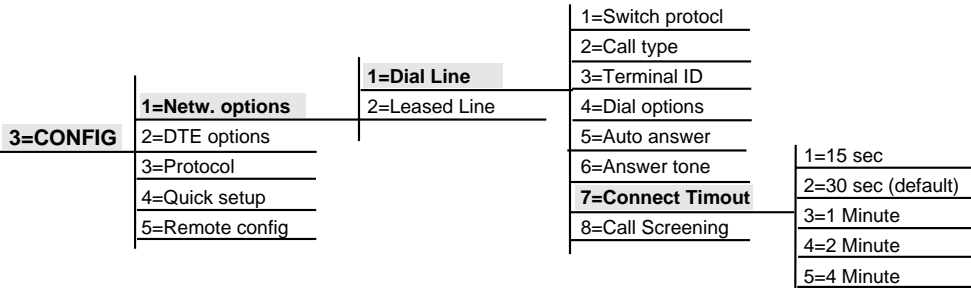 3=CONFIG
1=Netw. options
2=DTE options
3=Protocol
4=Quick setup
5=Remote config
1=Dial Line
2=Leased Line
1=Switch protocl
2=Call type
3=Terminal ID
4=Dial options
5=Auto answer
6=Answer tone
7=Connect Timout
8=Call Screening
1=15 sec
2=30 sec (default)
3=1 Minute
4=2 Minute
5=4 Minute